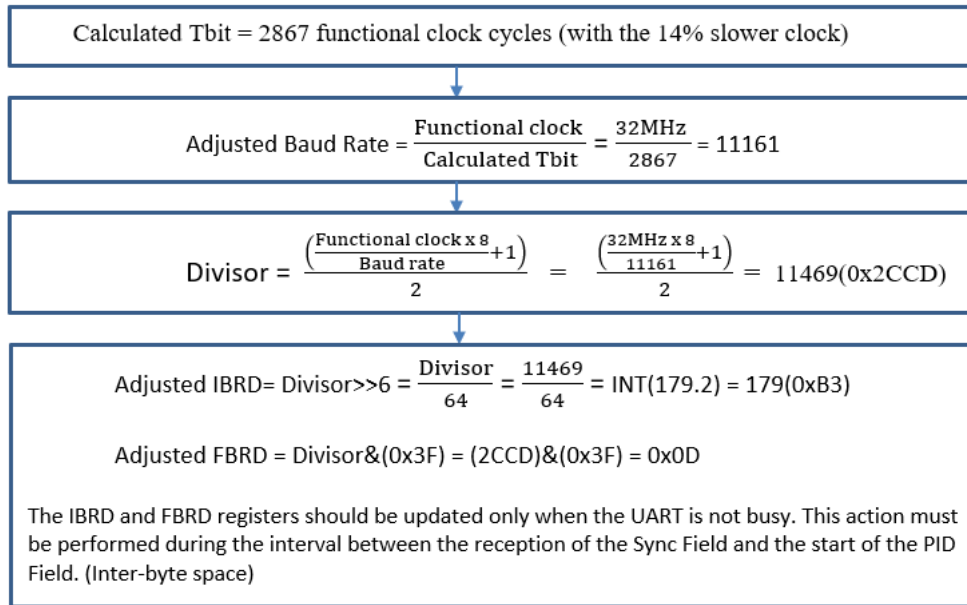 Calculated Tbit = 2867 functional clock cycles (with the 14% slower clock)
Adjusted Baud Rate = Functional clock / Calculated Tbit = 32MHz / 2867 = 11161
Divisor = (Functional clock x 8 / Baud rate +1) / 2 = (32MHz x 8 / 11161 +1) / 2 = 11469(0x2CCD)
Adjusted IBRD= Divisor>>6 = Divisor / 64 = 11469 / 64 = INT(179.2) = 179(0xB3)
Adjusted FBRD = Divisor&(0x3F) = (2CCD)&(0x3F) = 0x0D
The IBRD and FBRD registers should be updated only when the UART is not busy. This action must
be performed during the interval between the reception of the Sync Field and the start of the PID
Field. (Inter-byte space)